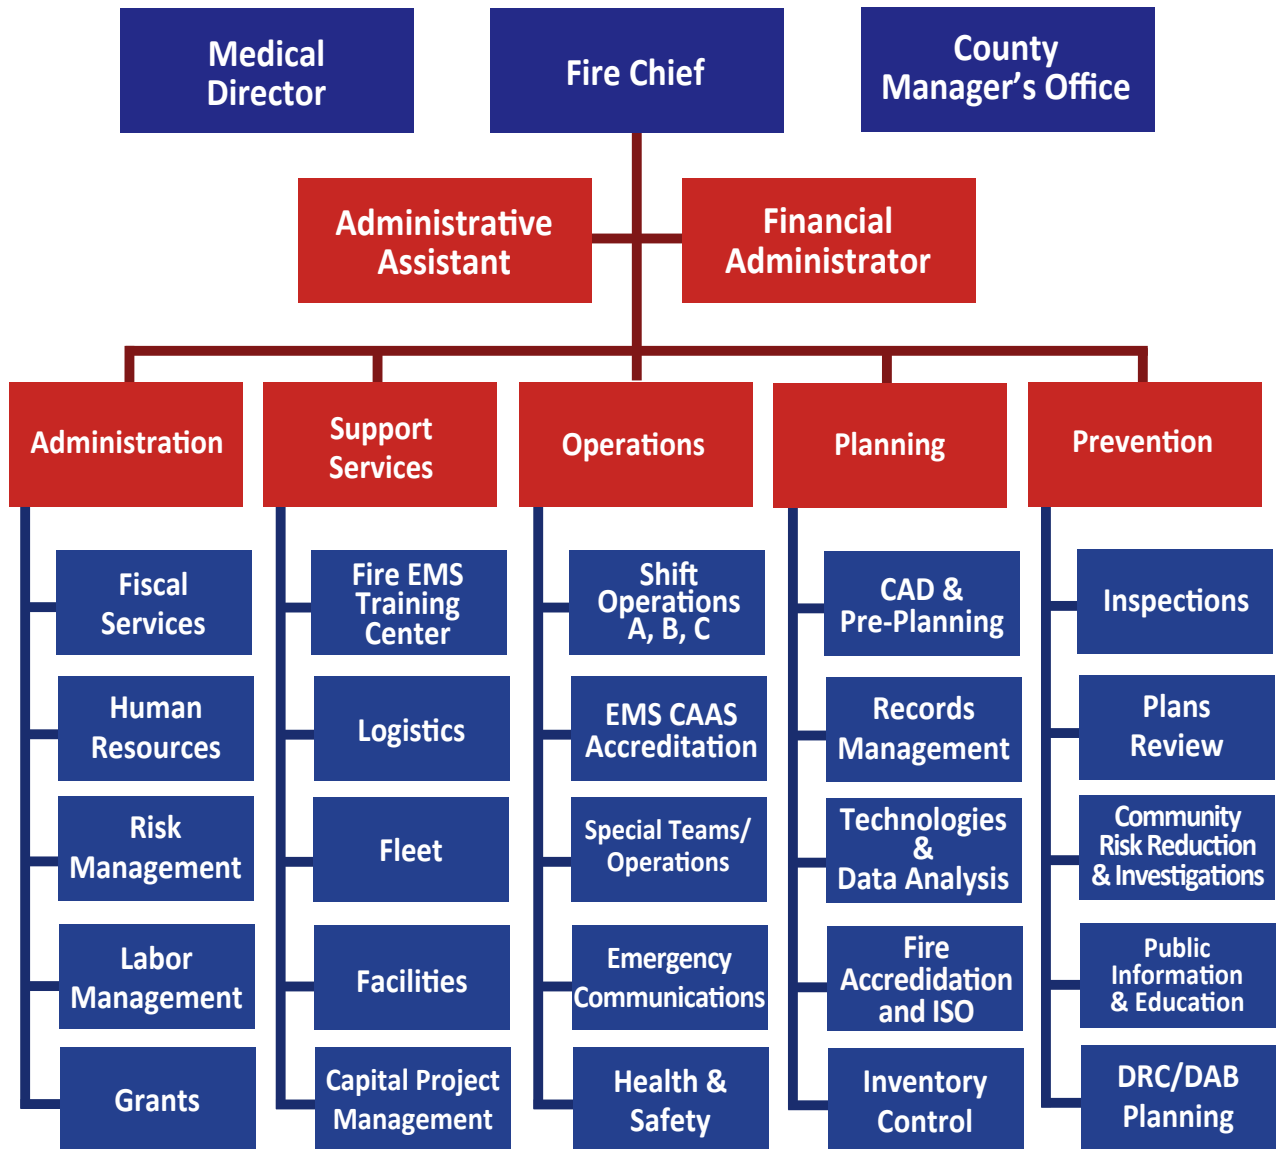 Medical
Director
Fire Chief
County
Manager’s Office
Administrative
Assistant
Financial
Administrator
Administration
Support
Services
Operations
Planning
Prevention
Fiscal
Services
Human
Resources
Risk
Management
Labor
Management
Grants
Fire EMS
Training
Center
Logistics
Fleet
Facilities
Capital Project
Management
Shift
Operations
A, B, C
EMS CAAS
Accreditation
Special Teams/
Operations
Emergency
Communications
Health &
Safety
CAD &
Pre-Planning
Records
Management
Technologies
&
Data Analysis
Fire
Accredidation
and ISO
Inventory
Control
Inspections
Plans
Review
Community
Risk Reduction
& Investigations
Public
Information
& Education
DRC/DAB
Planning